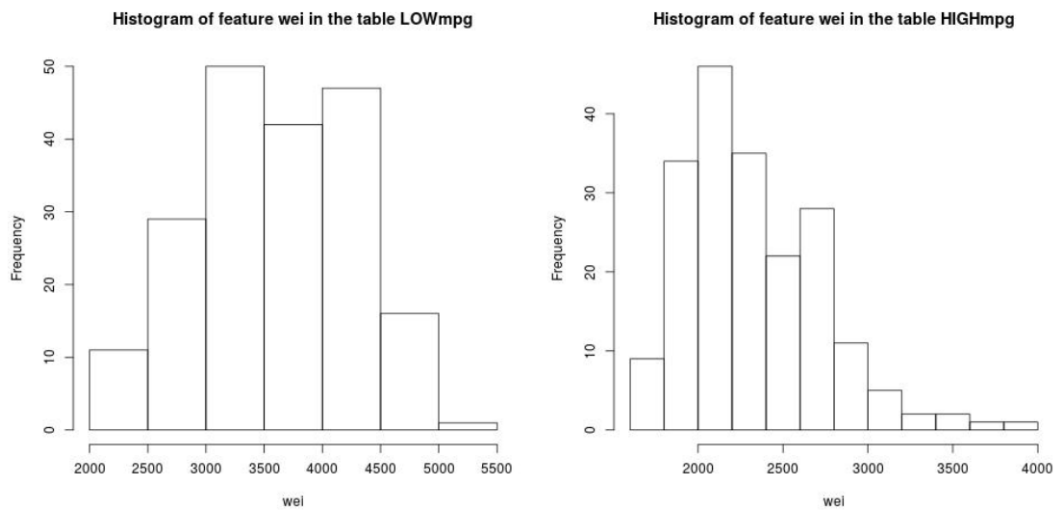 Histogram of feature wei in the table LOWmpg
Frequency
50
40
30
20
10
0
2000 2500 3000 3500 4000 4500 5000 5500
wei
Histogram of feature wei in the table HIGHmpg
Frequency
40
30
20
10
0
2000 2500 3000 3500 4000
wei